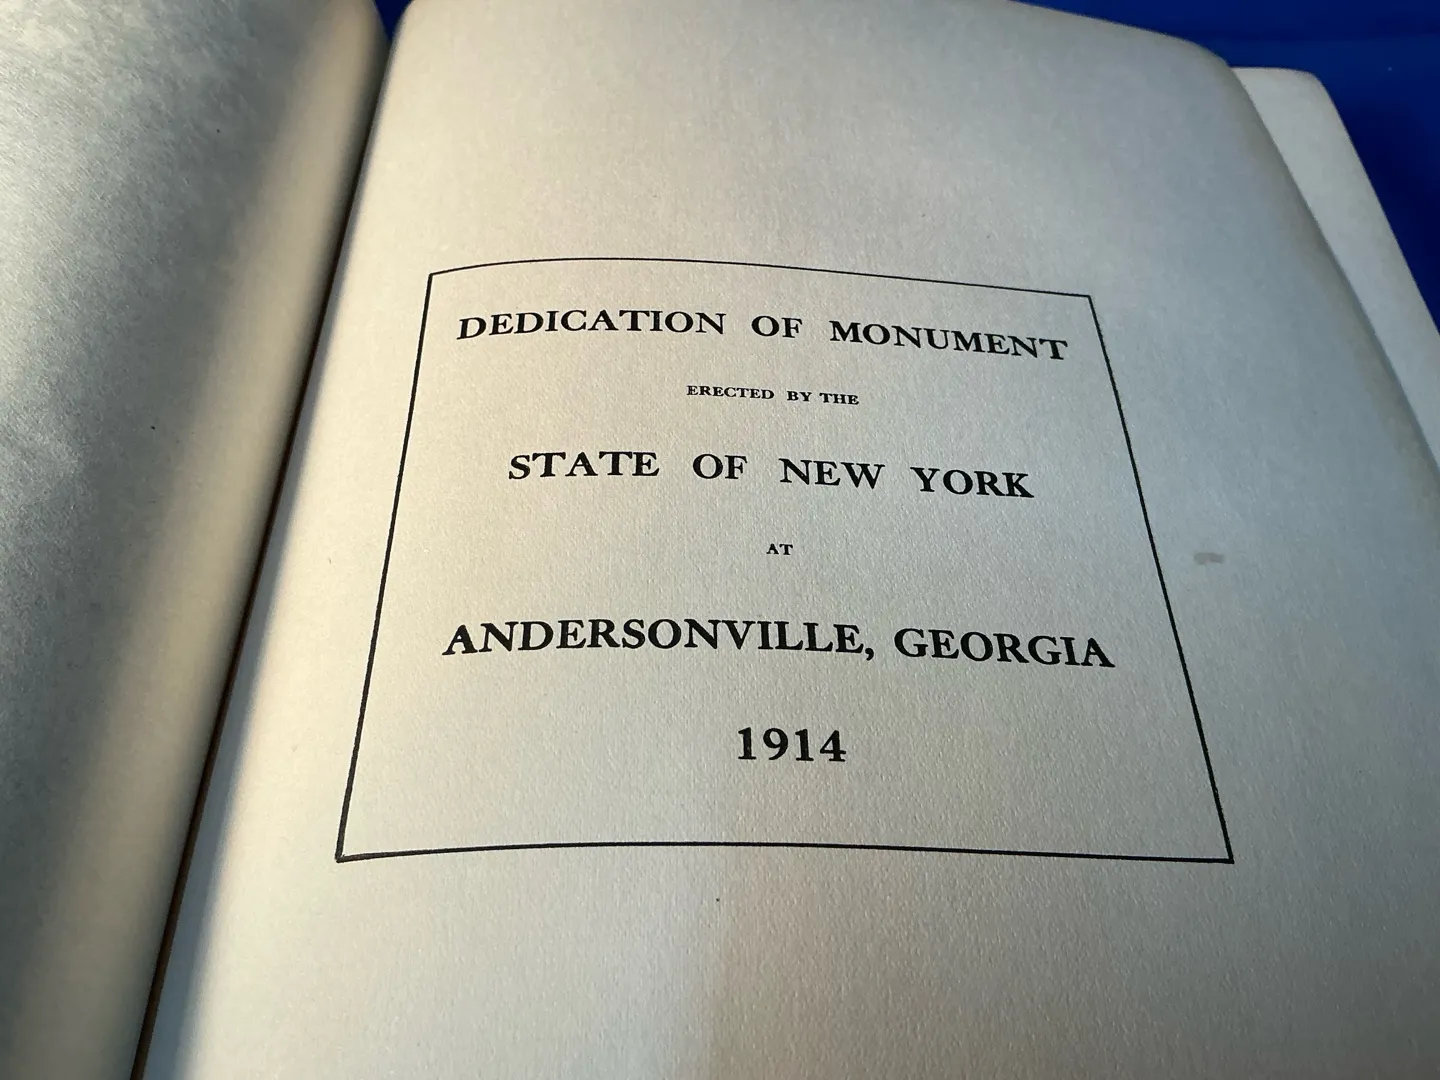 DEDICATION OF MONUMENT
ERECTED BY THE
STATE OF NEW YORK
AT
ANDERSONVILLE, GEORGIA
1914